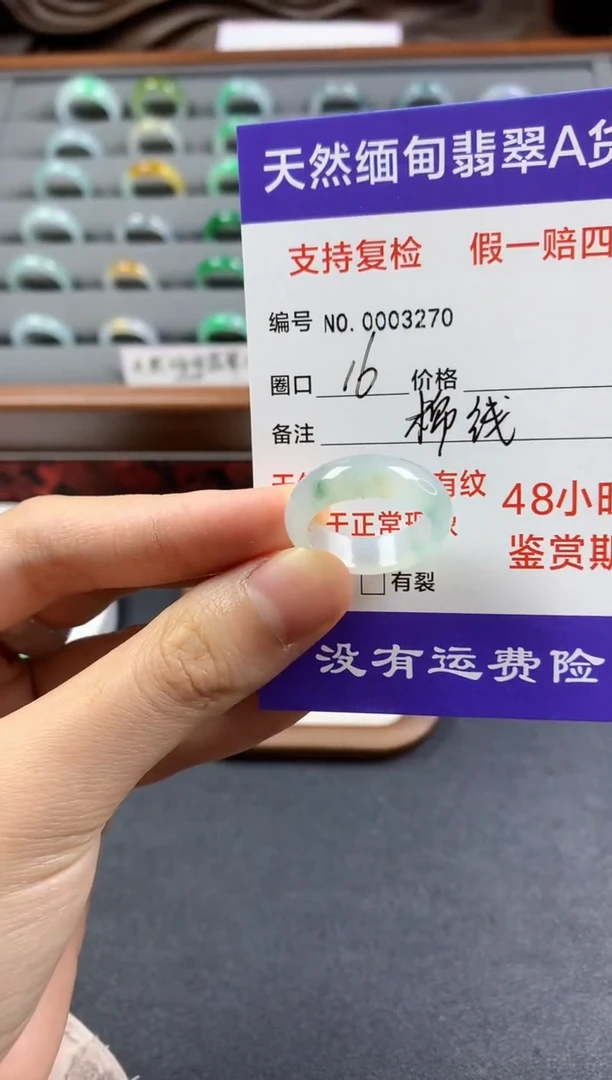 天然缅甸翡翠A货
支持复检 假一赔四
编号 NO.0003270
圈口 16 价格
备注 棉线
有纹
48小时
于正常现
鉴赏期
有裂
没有运费险